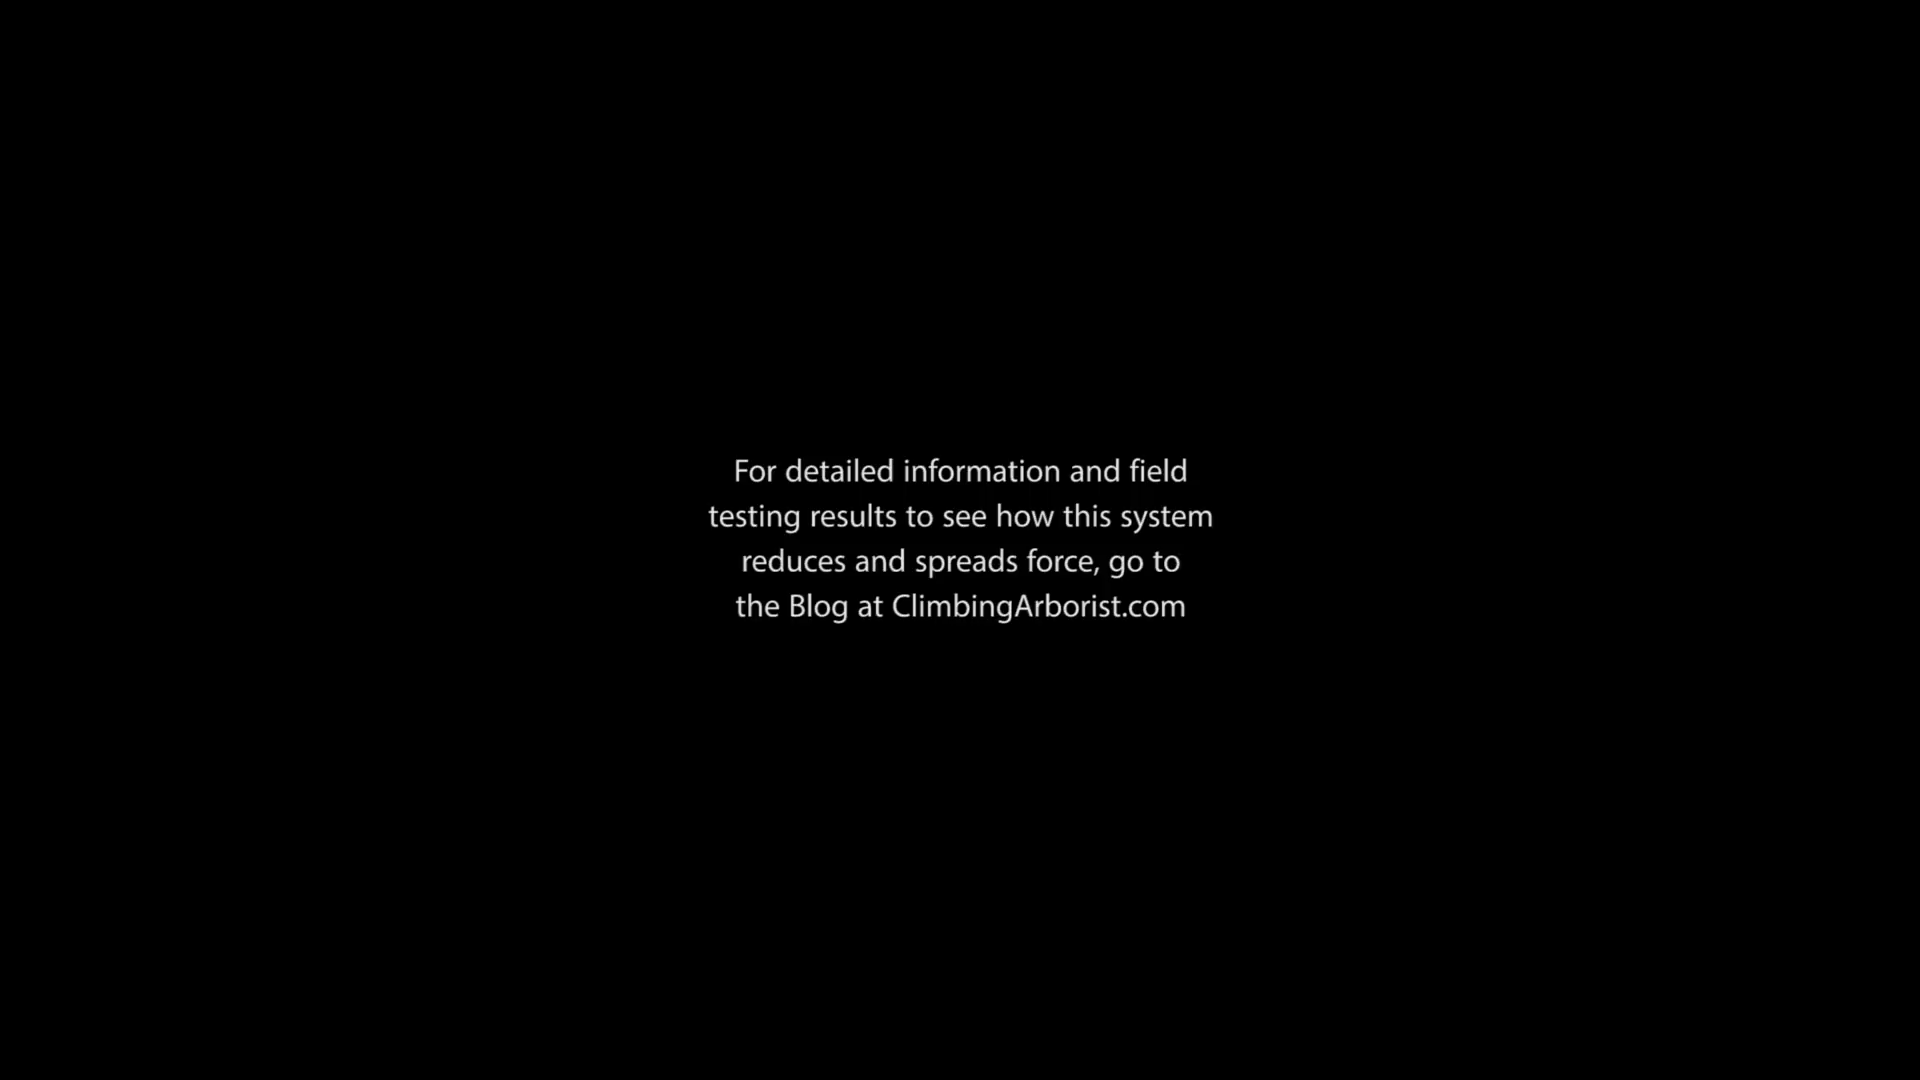 For detailed information and field
testing results to see how this system
reduces and spreads force, go to
the Blog at ClimbingArborist.com